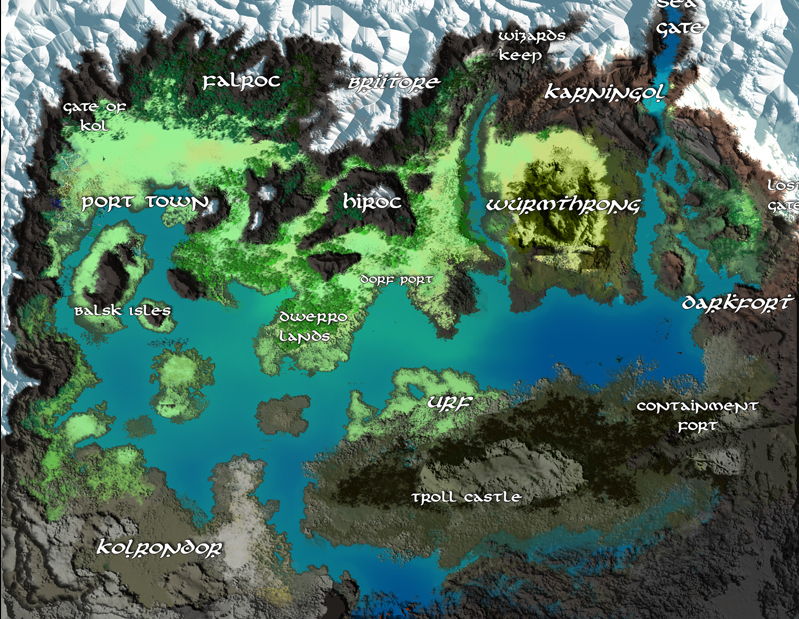 SEA
GATE
WIZARDS
KEEP
FALROC
BRIITORE
KARNINGOL
GATE OF
KOL
LOST
GATE
PORT TOWN
HIROC
WURMTHRONG
DORF PORT
DARKFORT
BALSK ISLES
DWERRO
LANDS
URF
CONTAINMENT
FORT
TROLL CASTLE
KOLRONDOR